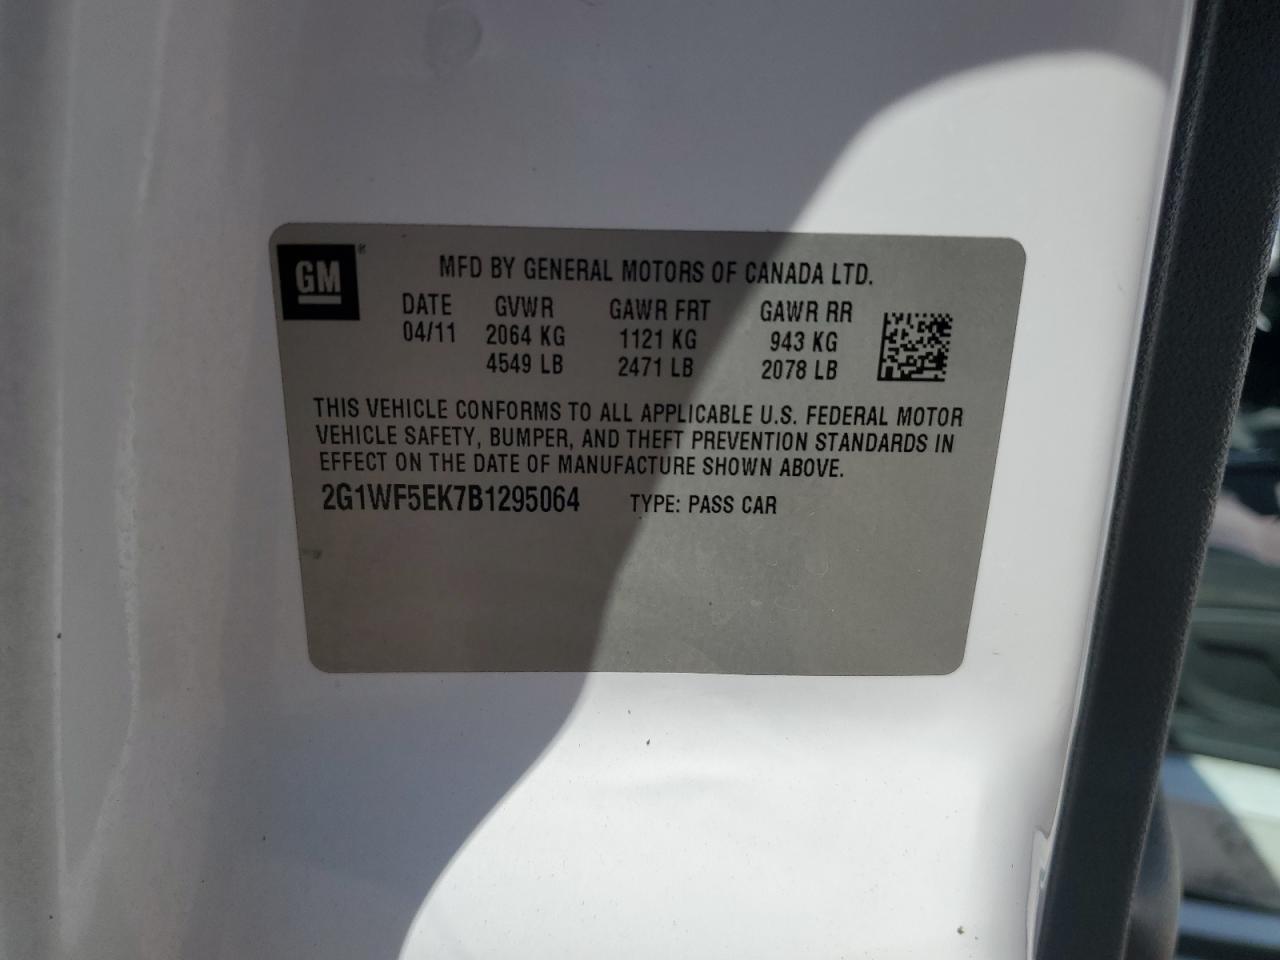 GM®
MFD BY GENERAL MOTORS OF CANADA LTD.
DATE GVWR GAWR FRT GAWR RR
04/11 2064 KG 1121 KG 943 KG
4549 LB 2471 LB 2078 LB
THIS VEHICLE CONFORMS TO ALL APPLICABLE U.S. FEDERAL MOTOR
VEHICLE SAFETY, BUMPER, AND THEFT PREVENTION STANDARDS IN
EFFECT ON THE DATE OF MANUFACTURE SHOWN ABOVE.
2G1WF5EK7B1295064 TYPE: PASS CAR